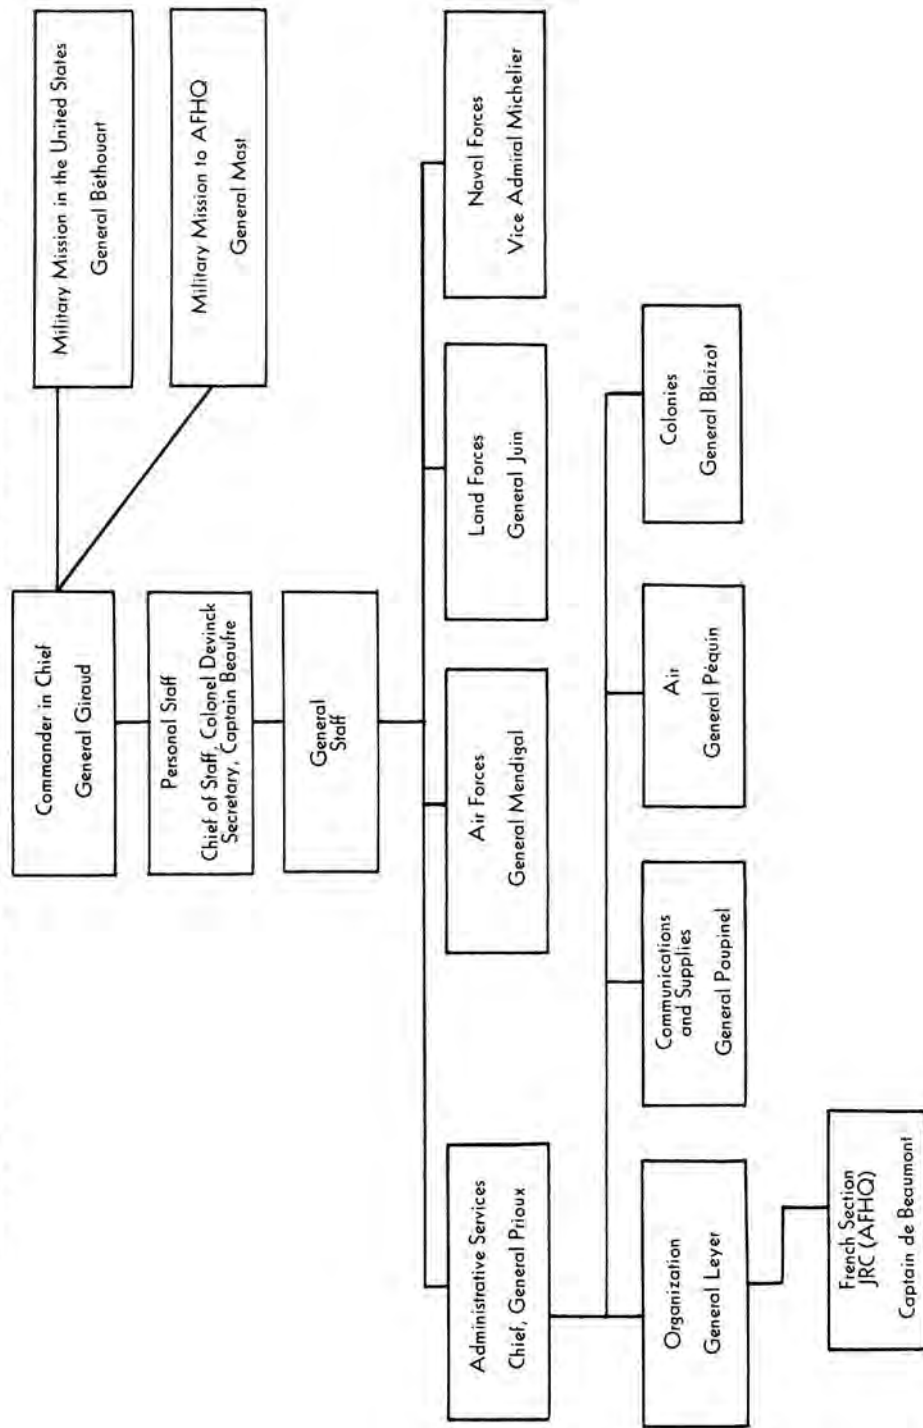 Commander in Chief
General Giraud
Military Mission in the United States
General Béthouart
Military Mission to AFHQ
General Mast
Personal Staff
Chief of Staff, Colonel Devinck
Secretary, Captain Beaufre
General
Staff
Administrative Services
Chief, General Prioux
Air Forces
General Mendigal
Land Forces
General Juin
Naval Forces
Vice Admiral Michelier
Organization
General Leyer
Communications
and Supplies
General Poupinel
Air
General Péquin
Colonies
General Blaizot
French Section
JRC (AFHQ)
Captain de Beaumont